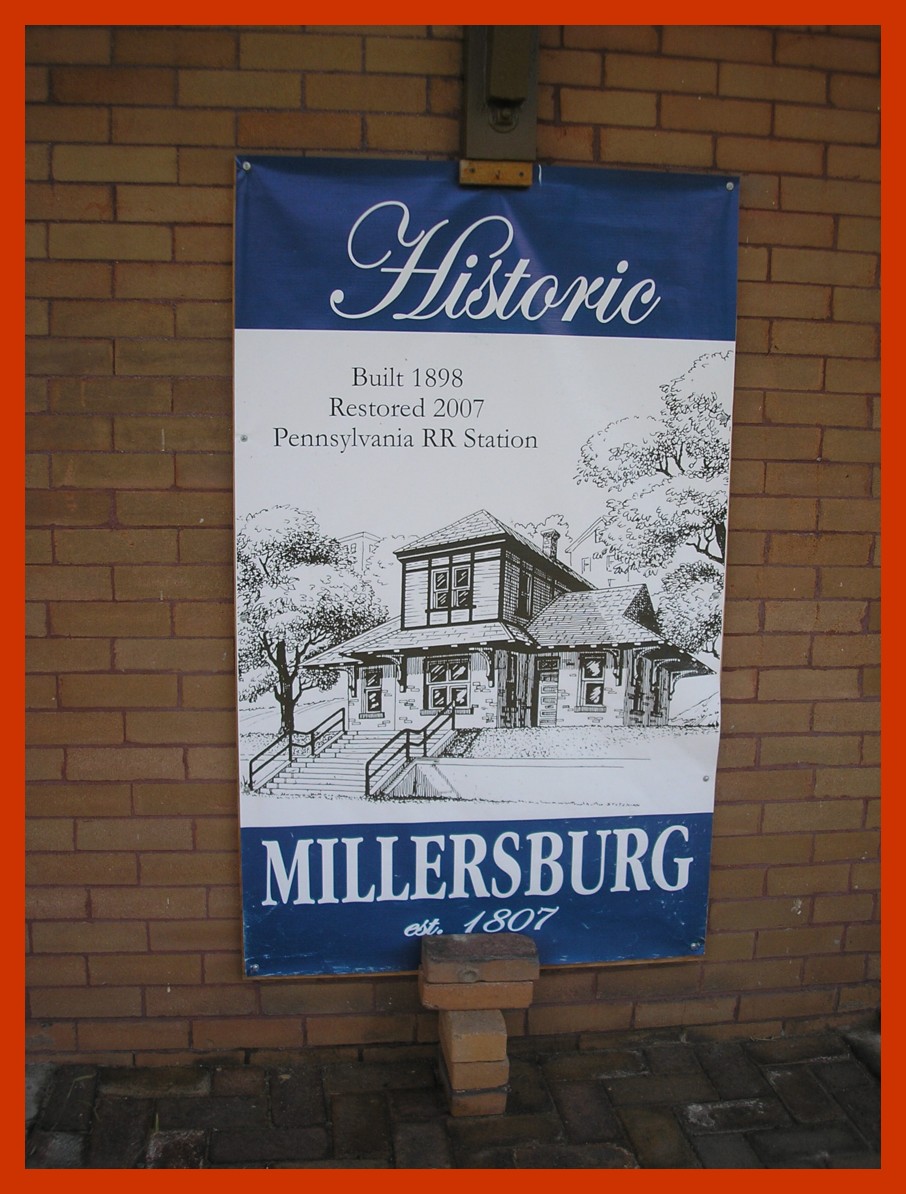 Historic
Built 1898
Restored 2007
Pennsylvania RR Station
MILLERSBURG
est. 1807